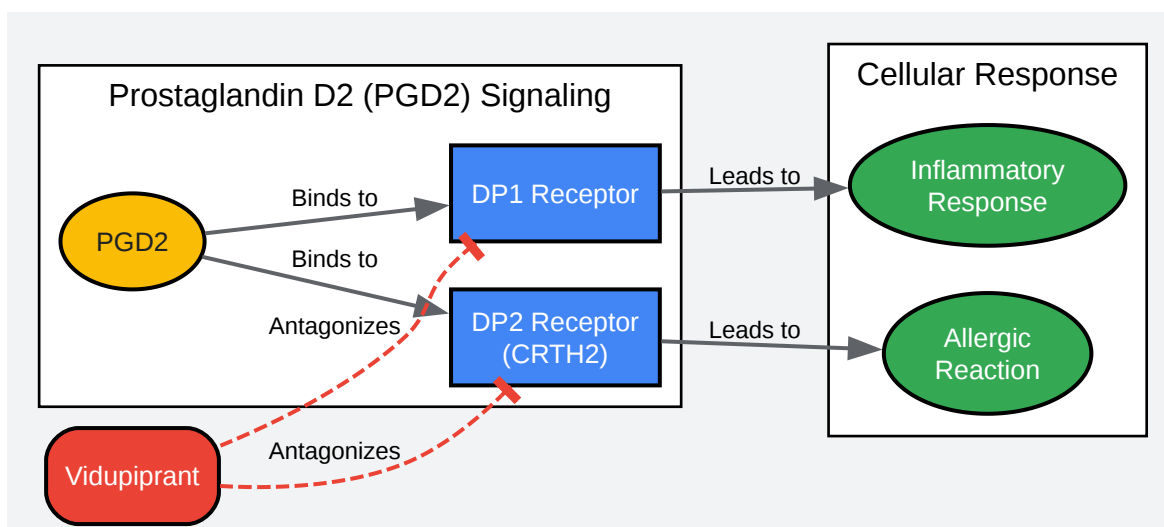 Prostaglandin D2 (PGD2) Signaling
Cellular Response
PGD2
Binds to
Binds to
DP1 Receptor
DP2 Receptor
(CRTH2)
Leads to
Leads to
Inflammatory
Response
Allergic
Reaction
Antagonizes
Antagonizes
Vidupiprant